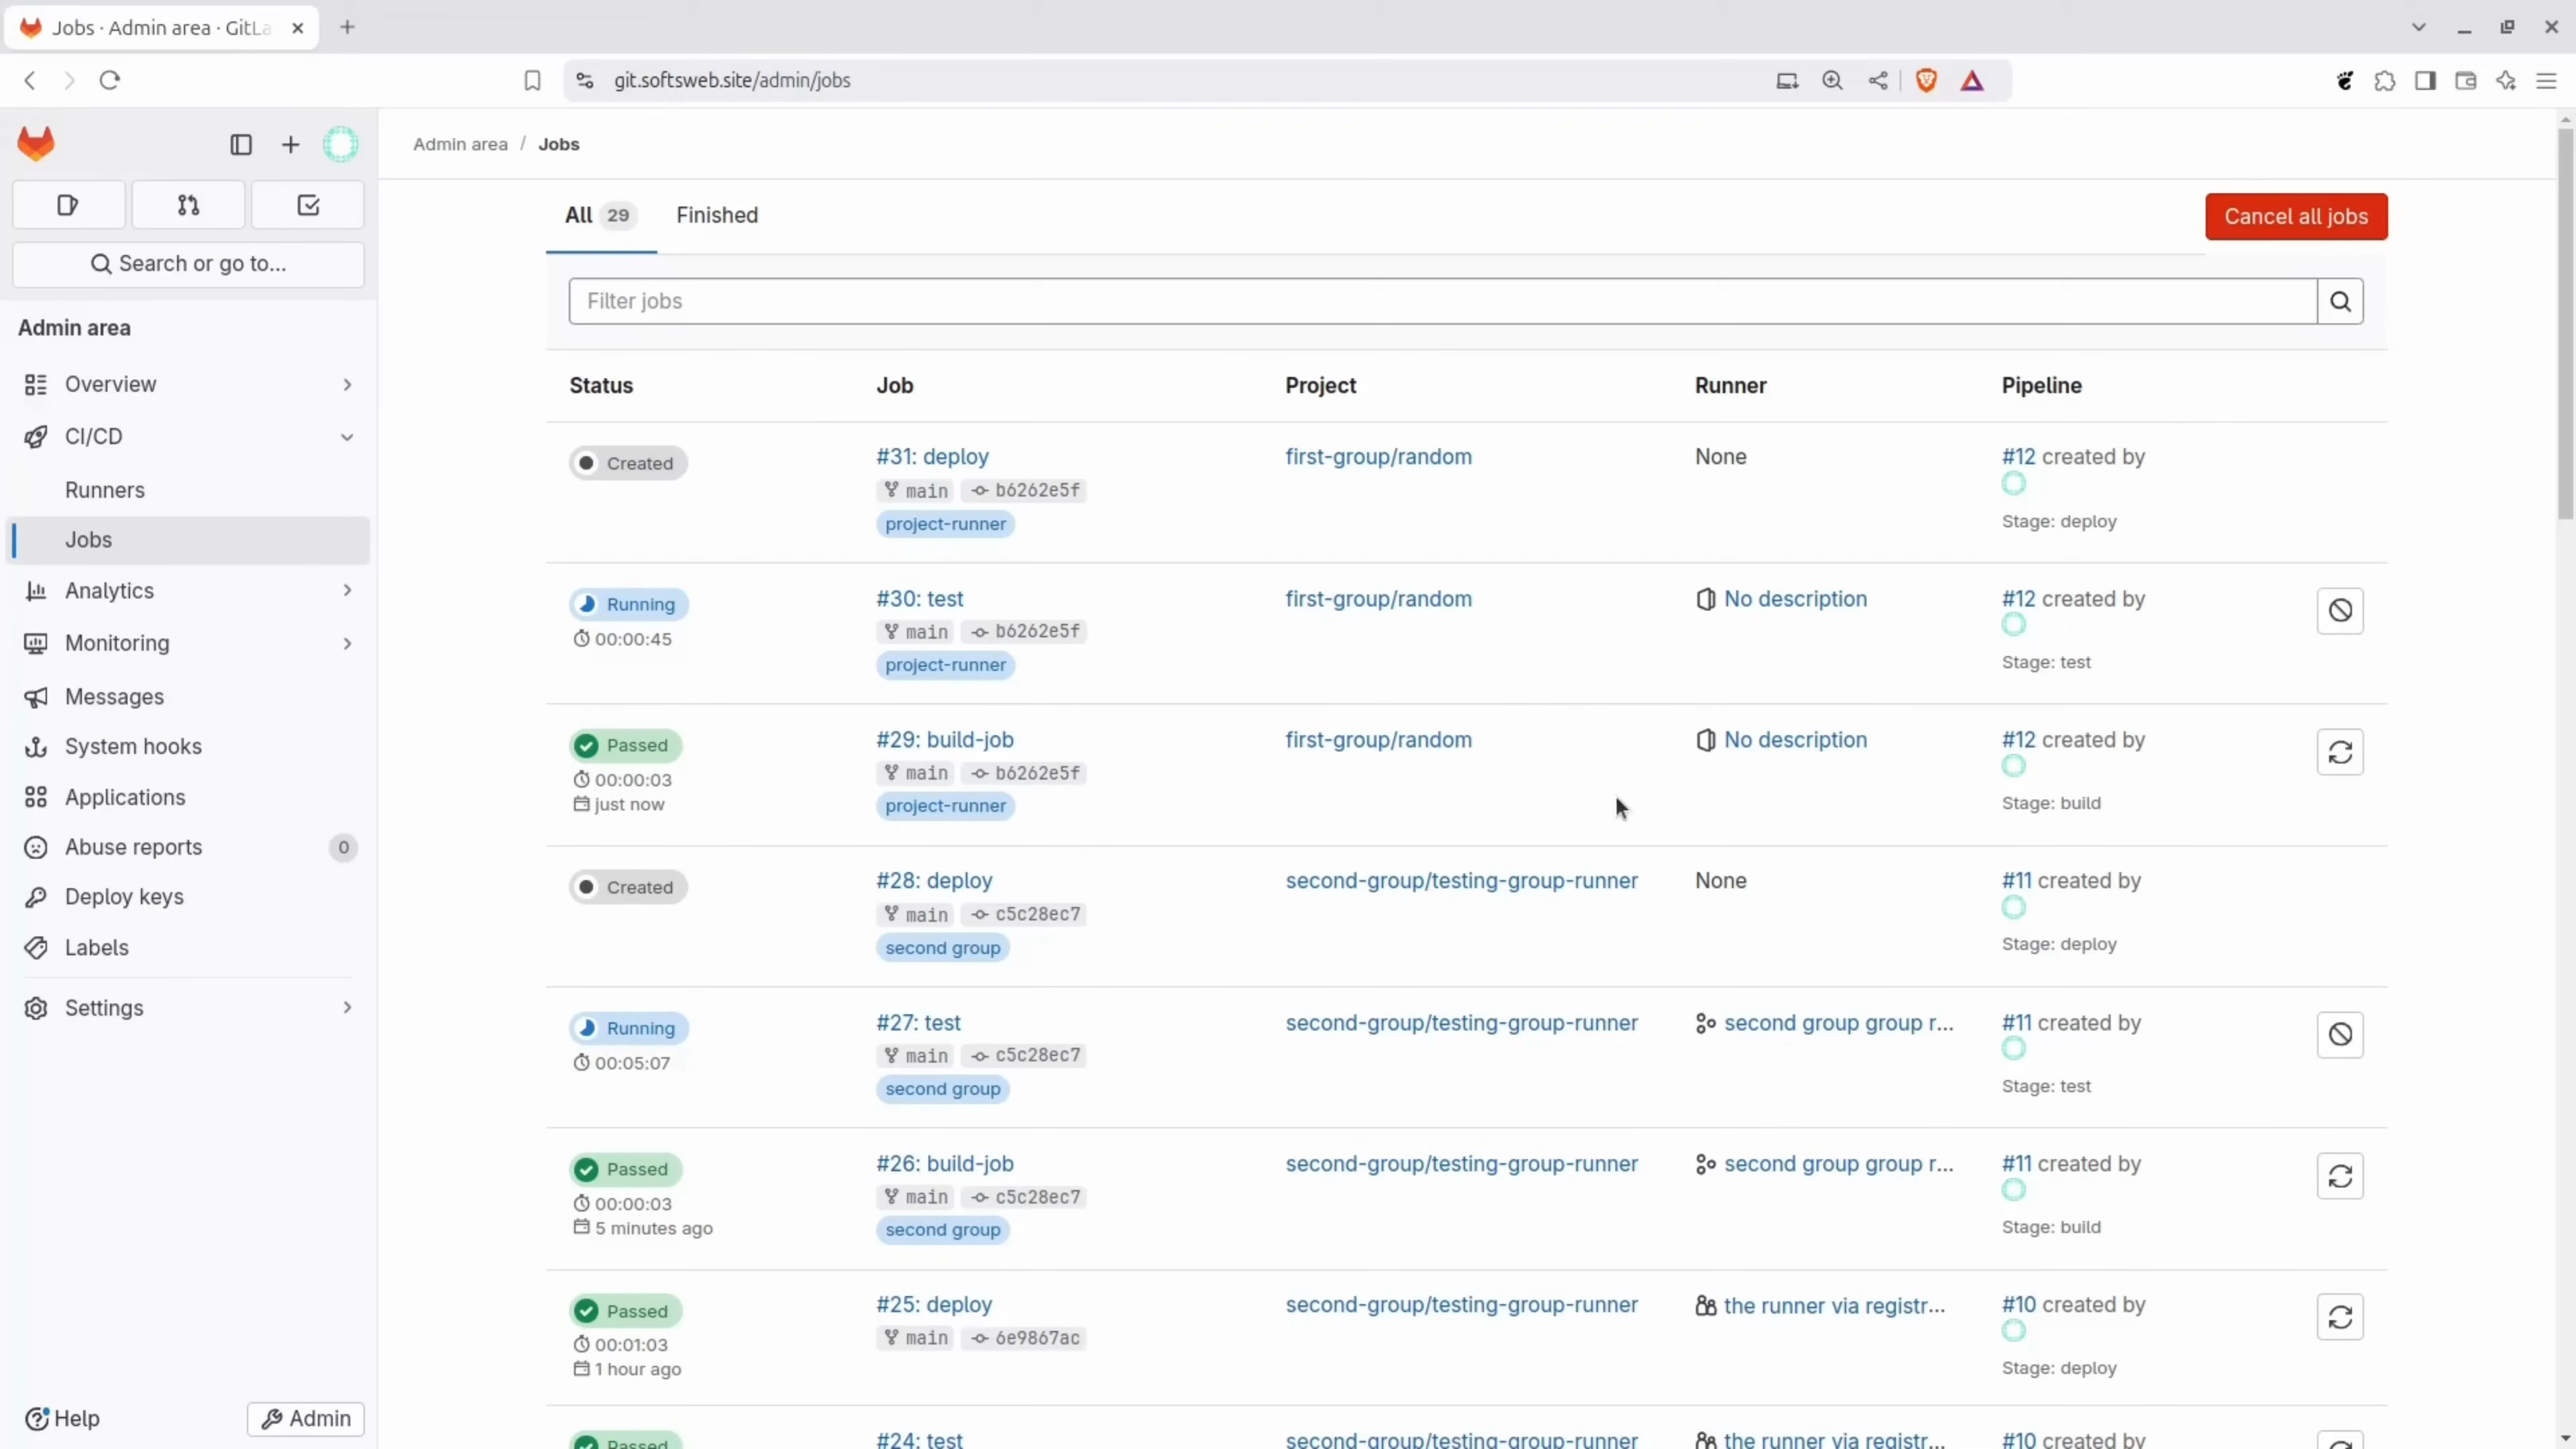 Jobs · Admin area · GitLa
git.softsweb.site/admin/jobs
Search or go to...
Admin area
Overview
CI/CD
Runners
Jobs
Analytics
Monitoring
Messages
System hooks
Applications
Abuse reports 0
Deploy keys
Labels
Settings
Help
Admin
Admin area / Jobs
All 29 Finished
Cancel all jobs
Filter jobs
Status Job Project Runner Pipeline
Created #31: deploy first-group/random None #12 created by
main b6262e5f
project-runner Stage: deploy
Running #30: test first-group/random No description #12 created by
00:00:45 main b6262e5f
project-runner Stage: test
Passed #29: build-job first-group/random No description #12 created by
00:00:03 main b6262e5f
just now project-runner Stage: build
Created #28: deploy second-group/testing-group-runner None #11 created by
main c5c28ec7
second group Stage: deploy
Running #27: test second-group/testing-group-runner second group group r... #11 created by
00:05:07 main c5c28ec7
second group Stage: test
Passed #26: build-job second-group/testing-group-runner second group group r... #11 created by
00:00:03 main c5c28ec7
5 minutes ago second group Stage: build
Passed #25: deploy second-group/testing-group-runner the runner via registr... #10 created by
00:01:03 main 6e9867ac
1 hour ago Stage: deploy
Passed #24: test second-group/testing-group-runner the runner via registr... #10 created by